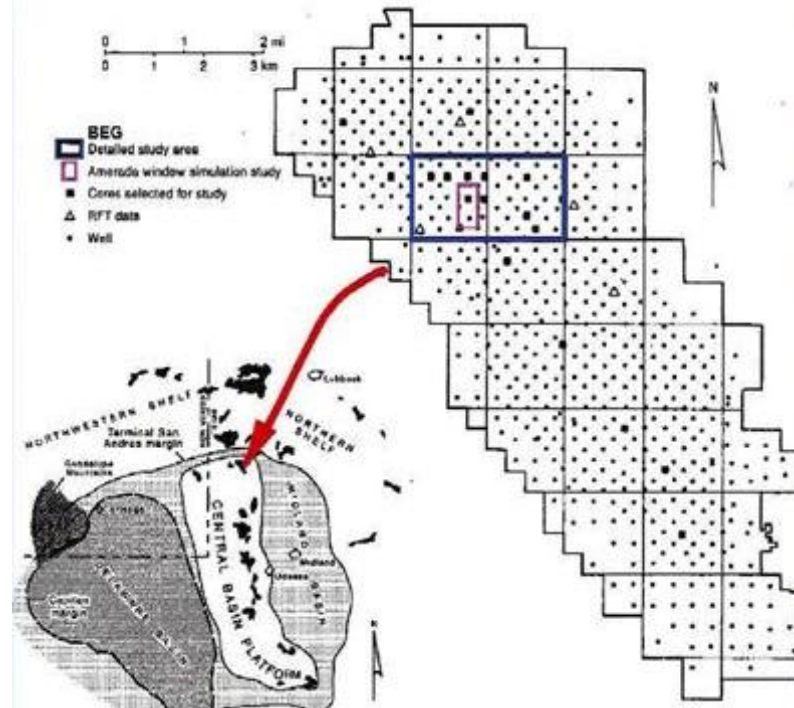 0 1 2 mi
0 1 2 3 km
N
BEG
Detailed study area
Amerada window simulation study
Cores selected for study
RFT data
Well
Lubbock
NORTHWESTERN SHELF
NORTHERN SHELF
Terminal San
Andres margin
Guadalupe
Mountains
MIDLAND BASIN
CENTRAL BASIN PLATFORM
Midland
Odessa
DELAWARE BASIN
Capitan
margin
N